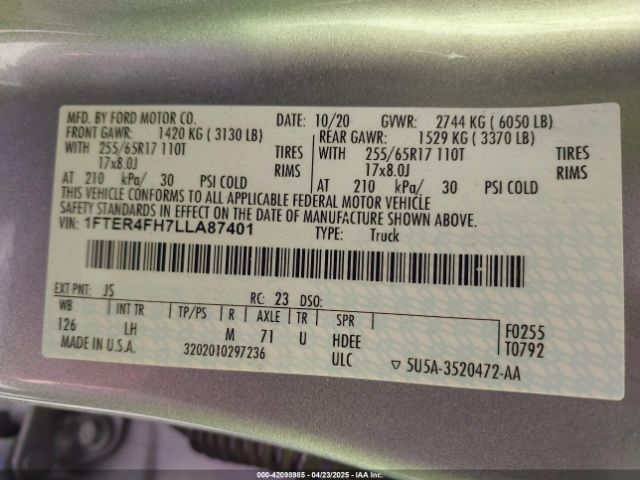 MFD. BY FORD MOTOR CO. DATE: 10/20 GVWR: 2744 KG ( 6050 LB)
FRONT GAWR: 1420 KG ( 3130 LB) REAR GAWR: 1529 KG ( 3370 LB)
WITH 255/65R17 110T TIRES WITH 255/65R17 110T TIRES
17x8.0J RIMS 17x8.0J RIMS
AT 210 kPa/ 30 PSI COLD AT 210 kPa/ 30 PSI COLD
THIS VEHICLE CONFORMS TO ALL APPLICABLE FEDERAL MOTOR VEHICLE
SAFETY STANDARDS IN EFFECT ON THE DATE OF MANUFACTURE SHOWN ABOVE.
VIN: 1FTER4FH7LLA87401 TYPE: Truck
EXT PNT: JS RC: 23 DSO:
WB INT TR TP/PS R AXLE TR SPR F0255
126 LH M 71 U HDEE T0792
MADE IN U.S.A. 3202010297236 ULC 5U5A-3520472-AA
000-42098985 - 04/23/2025 - IAA Inc.